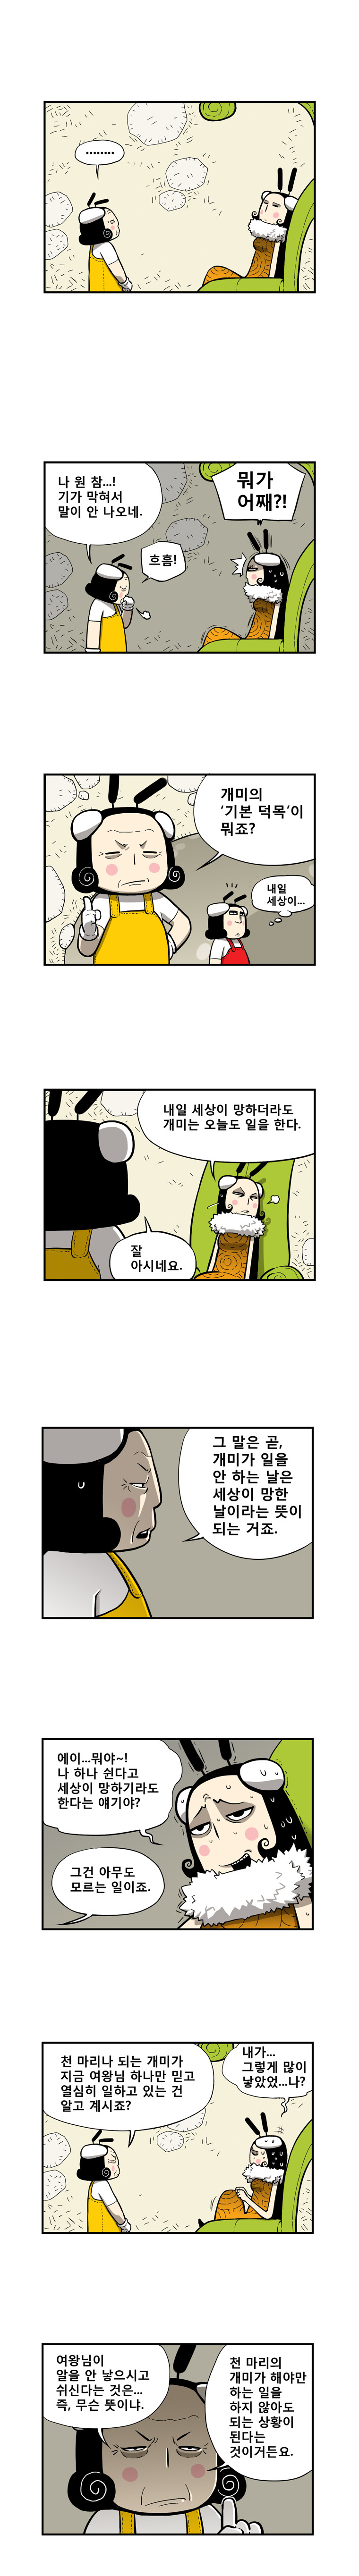 ........
나 원 참...!
기가 막혀서
말이 안 나오네.
흐흠!
뭐가
어째?!
개미의
‘기본 덕목’이
뭐죠?
내일
세상이...
내일 세상이 망하더라도
개미는 오늘도 일을 한다.
잘
아시네요.
그 말은 곧,
개미가 일을
안 하는 날은
세상이 망한
날이라는 뜻이
되는 거죠.
에이...뭐야~!
나 하나 쉰다고
세상이 망하기라도
한다는 얘기야?
그건 아무도
모르는 일이죠.
천 마리나 되는 개미가
지금 여왕님 하나만 믿고
열심히 일하고 있는 건
알고 계시죠?
내가...
그렇게 많이
낳았었...나?
여왕님이
알을 안 낳으시고
쉬신다는 것은...
즉, 무슨 뜻이냐.
천 마리의
개미가 해야만
하는 일을
하지 않아도
되는 상황이
된다는
것이거든요.